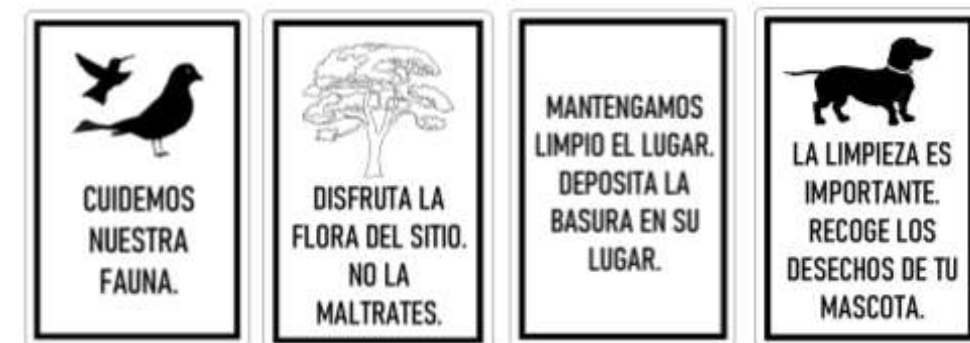 CUIDEMOS
NUESTRA
FAUNA.
DISFRUTA LA
FLORA DEL SITIO.
NO LA
MALTRATES.
MANTENGAMOS
LIMPIO EL LUGAR.
DEPOSITA LA
BASURA EN SU
LUGAR.
LA LIMPIEZA ES
IMPORTANTE.
RECOGE LOS
DESECHOS DE TU
MASCOTA.